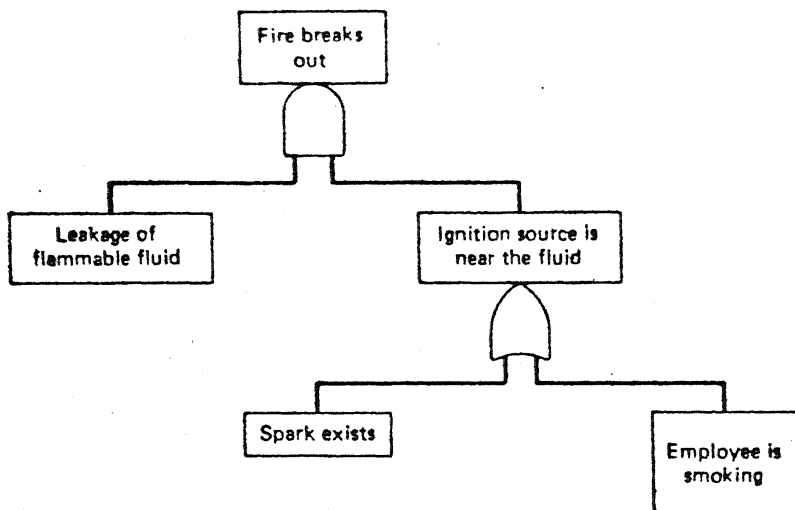 Fire breaks
out
Leakage of
flammable fluid
Ignition source is
near the fluid
Spark exists
Employee is
smoking